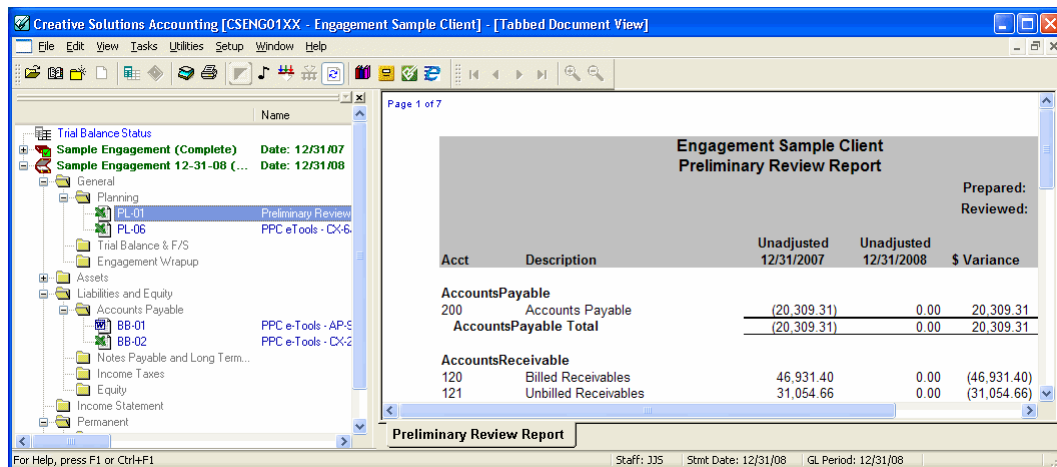 Creative Solutions Accounting [CSENG01XX - Engagement Sample Client] - [Tabbed Document View]
File Edit View Tasks Utilities Setup Window Help
Name
Trial Balance Status
Sample Engagement (Complete) Date: 12/31/07
Sample Engagement 12-31-08 (... Date: 12/31/08
General
Planning
PL-01 Preliminary Review
PL-06 PPC eTools - CX-6
Trial Balance & F/S
Engagement Wrapup
Assets
Liabilities and Equity
Accounts Payable
BB-01 PPC e-Tools - AP-S
BB-02 PPC e-Tools - CX-2
Notes Payable and Long Term...
Income Taxes
Equity
Income Statement
Permanent
Page 1 of 7
Engagement Sample Client
Preliminary Review Report
Prepared:
Reviewed:
Unadjusted Unadjusted
Acct Description 12/31/2007 12/31/2008 $ Variance
AccountsPayable
200 Accounts Payable (20,309.31) 0.00 20,309.31
AccountsPayable Total (20,309.31) 0.00 20,309.31
AccountsReceivable
120 Billed Receivables 46,931.40 0.00 (46,931.40)
121 Unbilled Receivables 31,054.66 0.00 (31,054.66)
Preliminary Review Report
For Help, press F1 or Ctrl+F1 Staff: JJS Stmt Date: 12/31/08 GL Period: 12/31/08